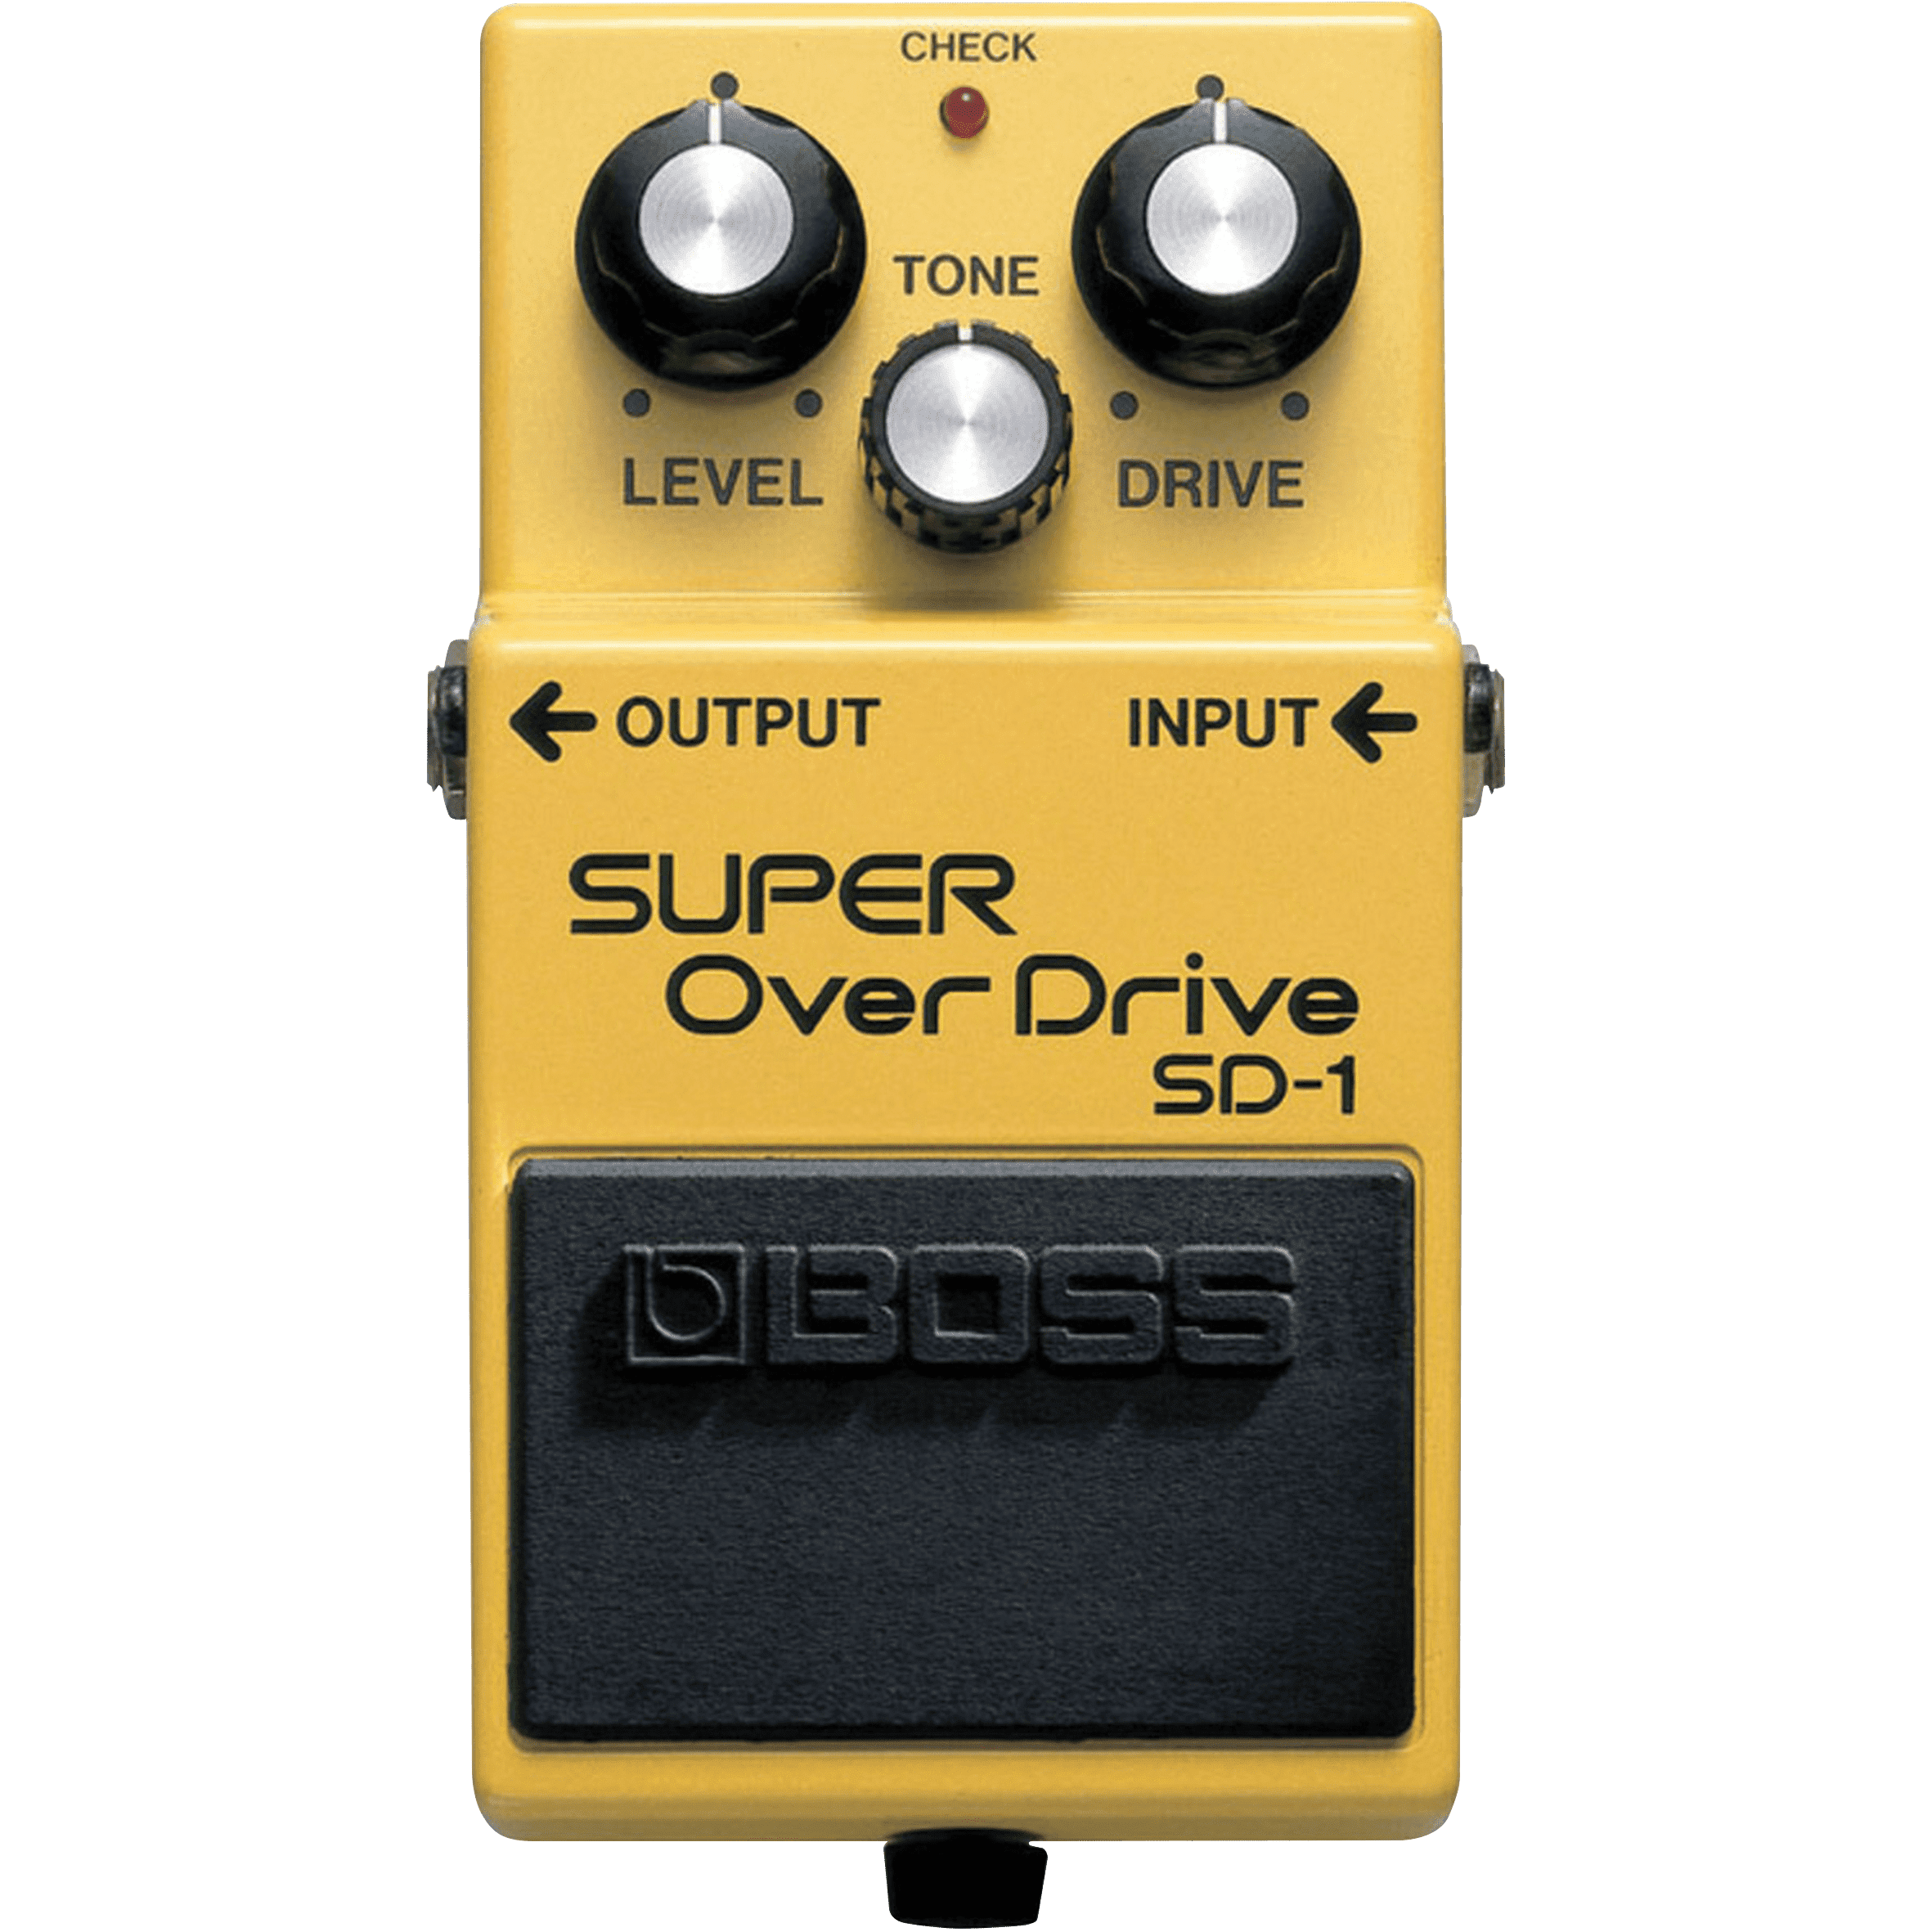 CHECK
TONE
LEVEL
DRIVE
OUTPUT
INPUT
SUPER
Over Drive
SD-1
BOSS